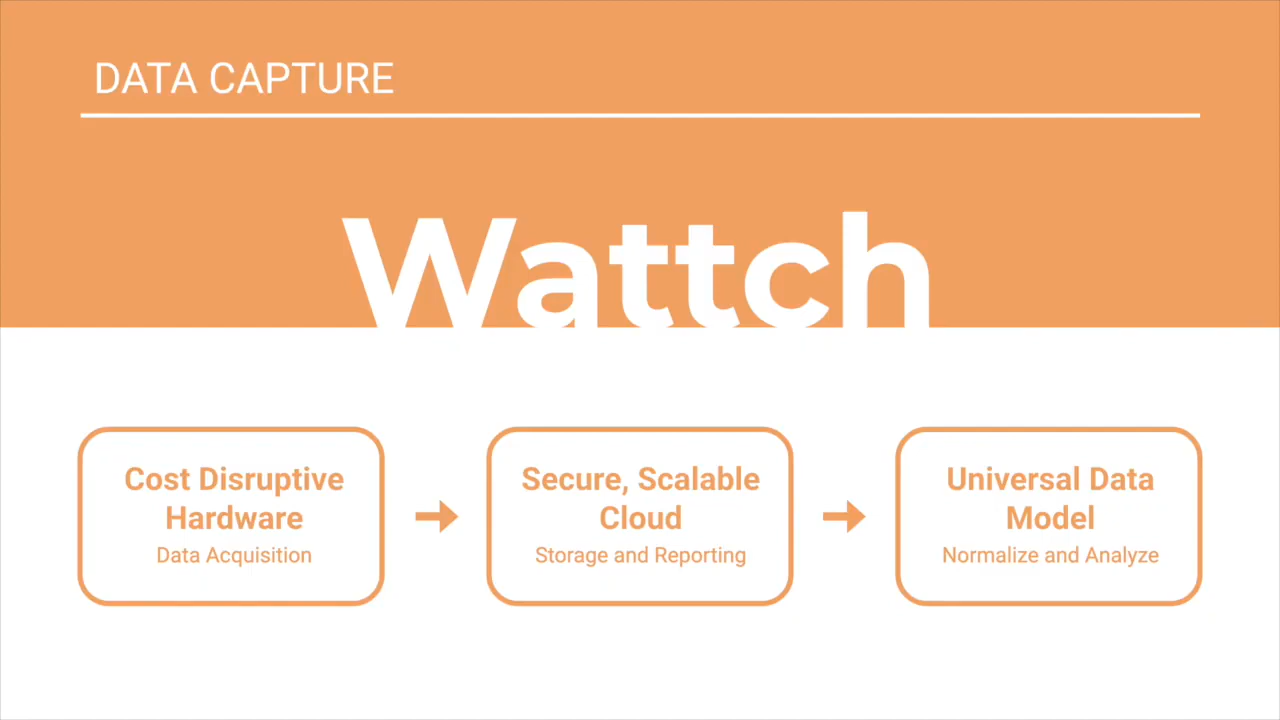 DATA CAPTURE
Wattch
Cost Disruptive
Hardware
Data Acquisition
Secure, Scalable
Cloud
Storage and Reporting
Universal Data
Model
Normalize and Analyze